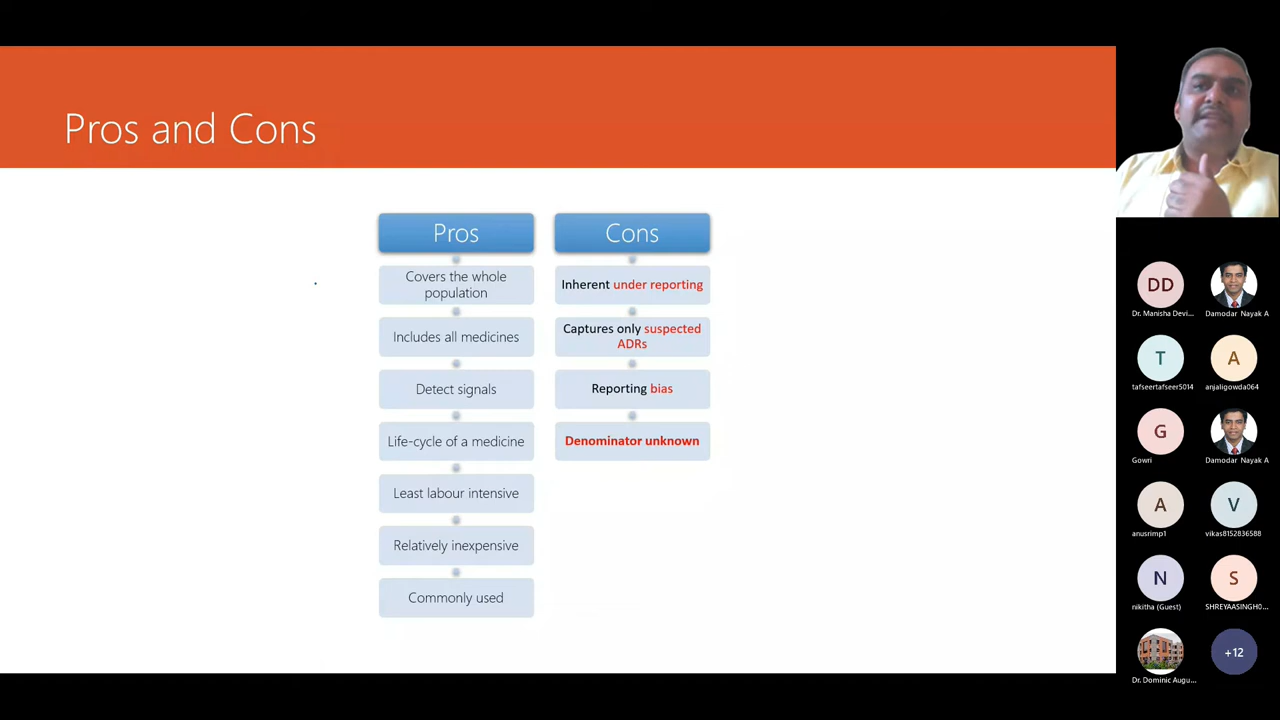 Pros and Cons
Pros
Covers the whole
population
Includes all medicines
Detect signals
Life-cycle of a medicine
Least labour intensive
Relatively inexpensive
Commonly used
Cons
Inherent under reporting
Captures only suspected
ADRs
Reporting bias
Denominator unknown
DD
Dr. Manisha Devi...
Damodar Nayak A
T
tafseertafseer5014
A
anjaligowda064
G
Gowri
Damodar Nayak A
A
anusrimp1
V
vikas8152836588
N
nikitha (Guest)
S
SHREYAASINGH0...
Dr. Dominic Augu...
+12